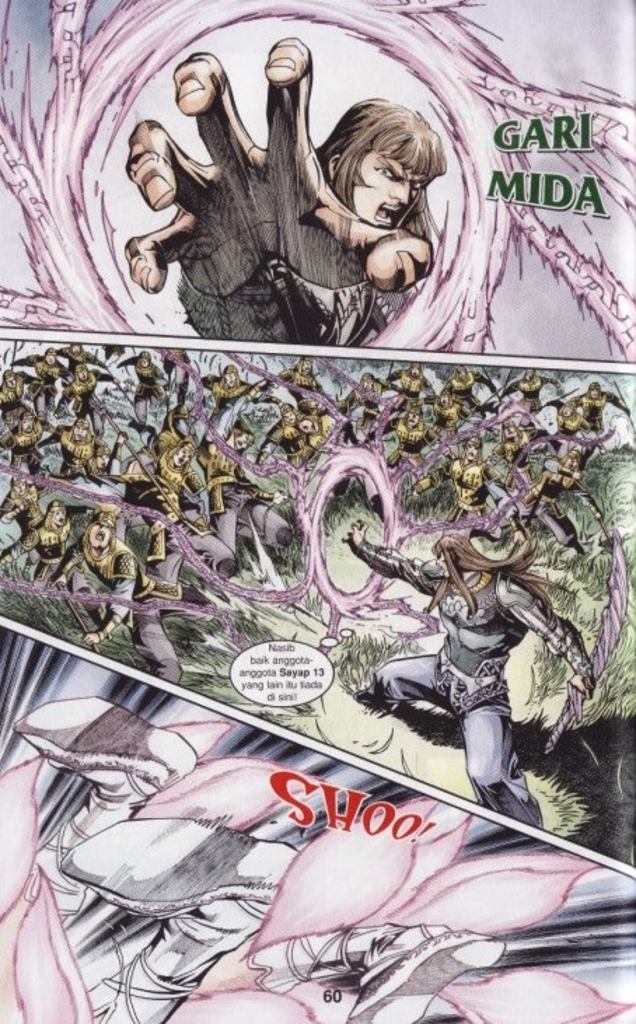 GARI
MIDA
Nasib
baik anggota-
anggota Sayap 13
yang lain itu tiada
di sini!
SHOO!
60